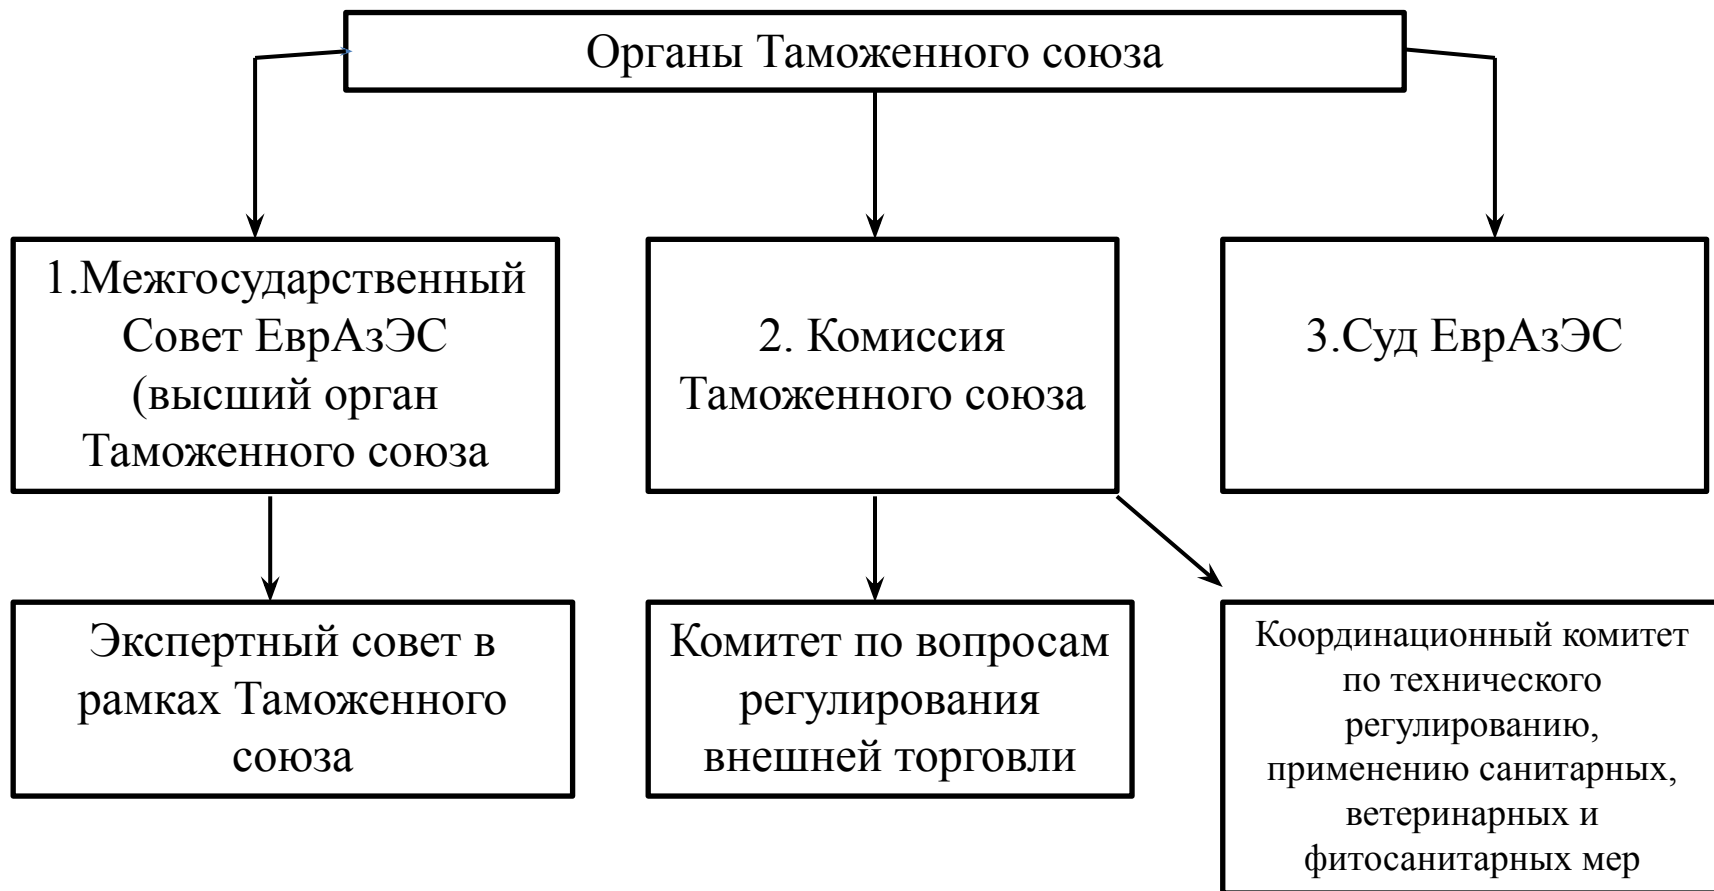 Органы Таможенного союза
1.Межгосударственный
Совет ЕврАзЭС
(высший орган
Таможенного союза
2. Комиссия
Таможенного союза
3.Суд ЕврАзЭС
Экспертный совет в
рамках Таможенного
союза
Комитет по вопросам
регулирования
внешней торговли
Координационный комитет
по технического
регулированию,
применению санитарных,
ветеринарных и
фитосанитарных мер